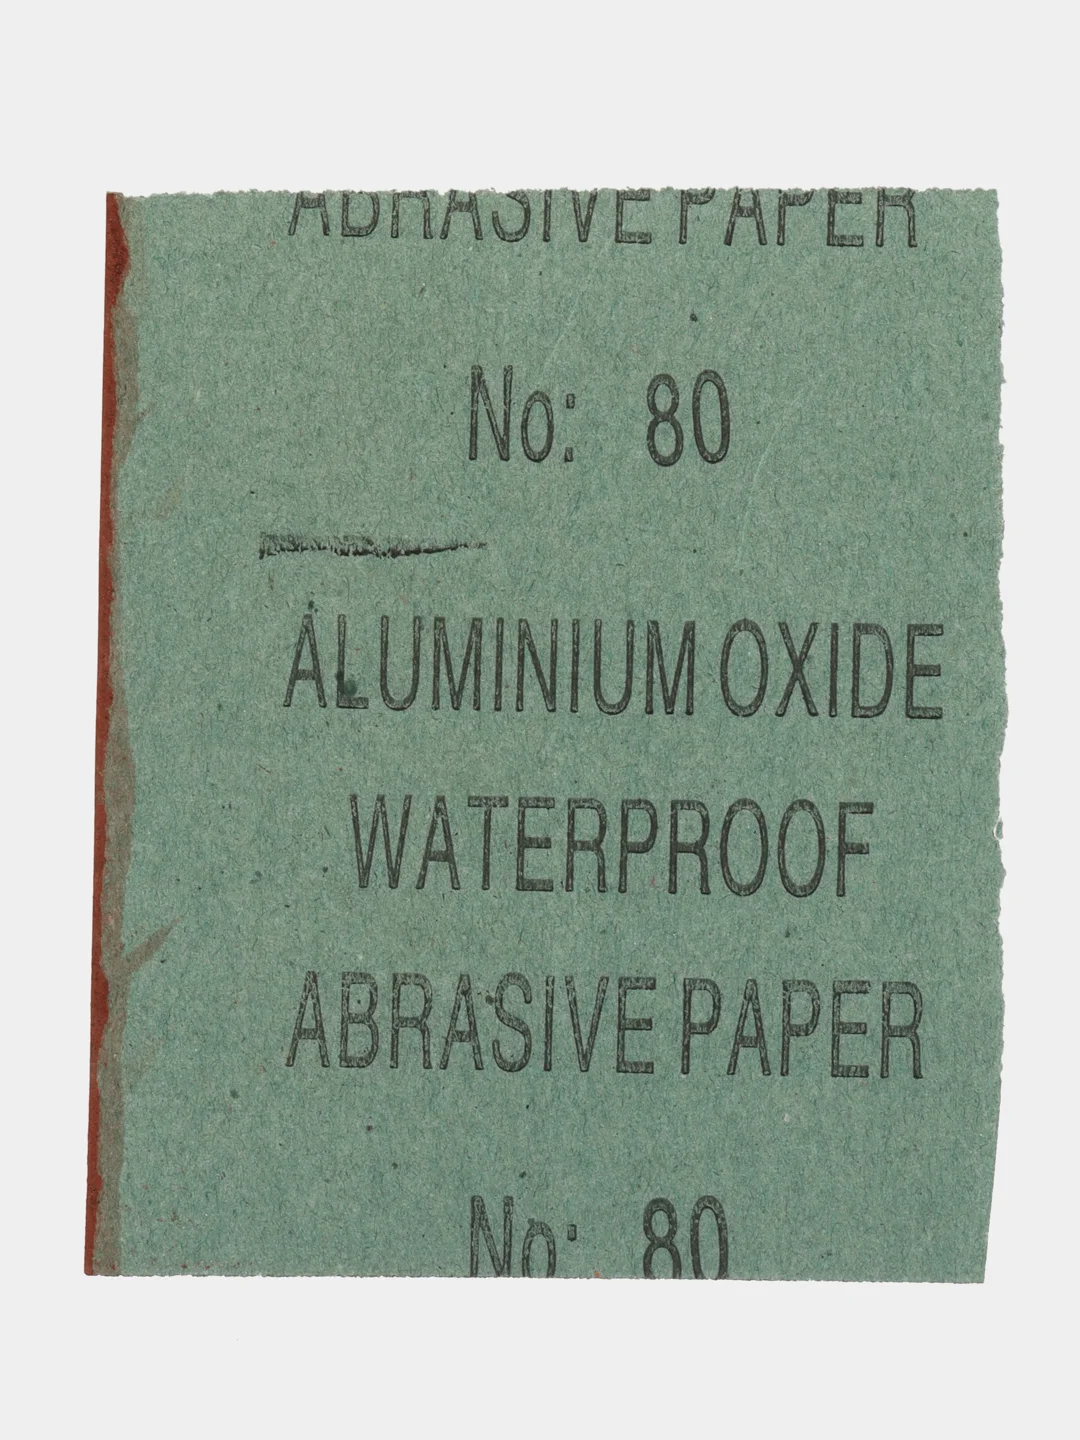 ABRASIVE PAPER
No: 80
ALUMINIUM OXIDE
WATERPROOF
ABRASIVE PAPER
No: 80